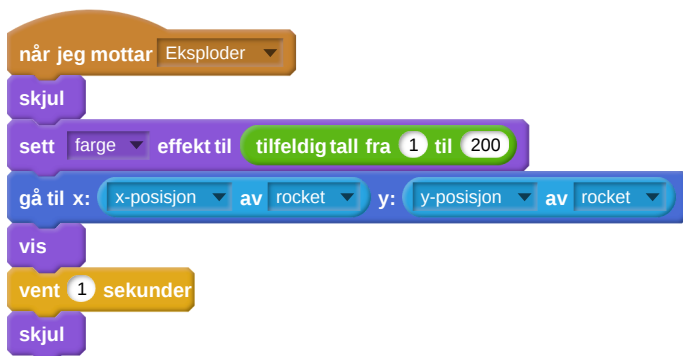 når jeg mottar Eksploder
skjul
sett farge effekt til tilfeldig tall fra 1 til 200
gå til x: x-posisjon av rocket y: y-posisjon av rocket
vis
vent 1 sekunder
skjul